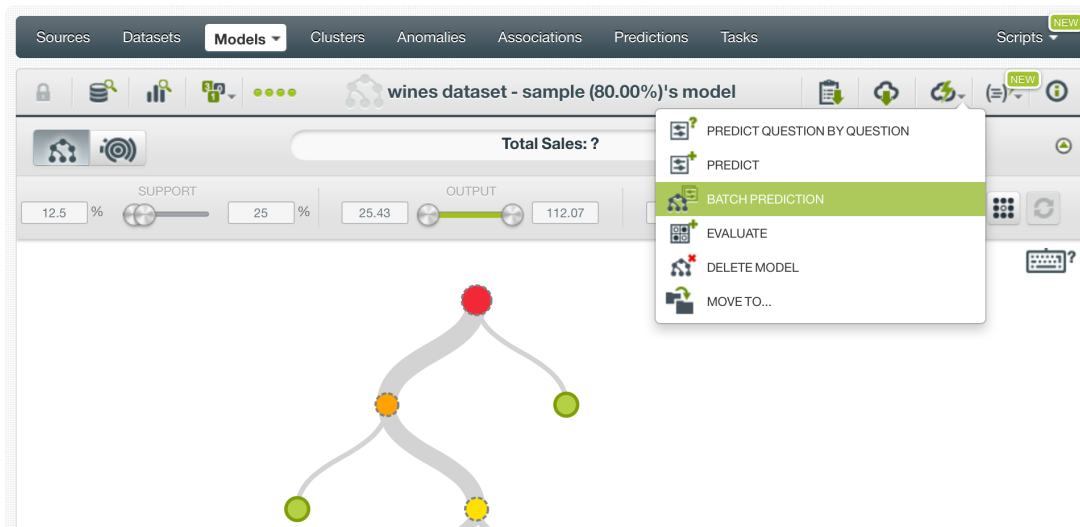 NEW
Sources Datasets Models Clusters Anomalies Associations Predictions Tasks Scripts
wines dataset - sample (80.00%)'s model NEW
Total Sales: ?
SUPPORT OUTPUT
12.5 % 25 % 25.43 112.07
PREDICT QUESTION BY QUESTION
PREDICT
BATCH PREDICTION
EVALUATE
DELETE MODEL
MOVE TO...
?